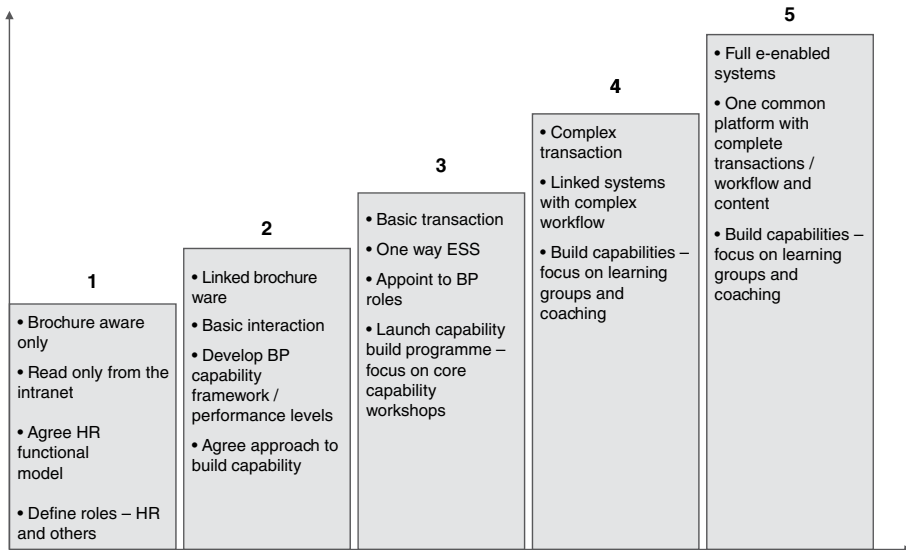 1
• Brochure aware
only
• Read only from the
intranet
• Agree HR
functional
model
• Define roles – HR
and others
2
• Linked brochure
ware
• Basic interaction
• Develop BP
capability
framework /
performance levels
• Agree approach to
build capability
3
• Basic transaction
• One way ESS
• Appoint to BP
roles
• Launch capability
build programme –
focus on core
capability
workshops
4
• Complex
transaction
• Linked systems
with complex
workflow
• Build capabilities –
focus on learning
groups and
coaching
5
• Full e-enabled
systems
• One common
platform with
complete
transactions /
workflow and
content
• Build capabilities –
focus on learning
groups and
coaching